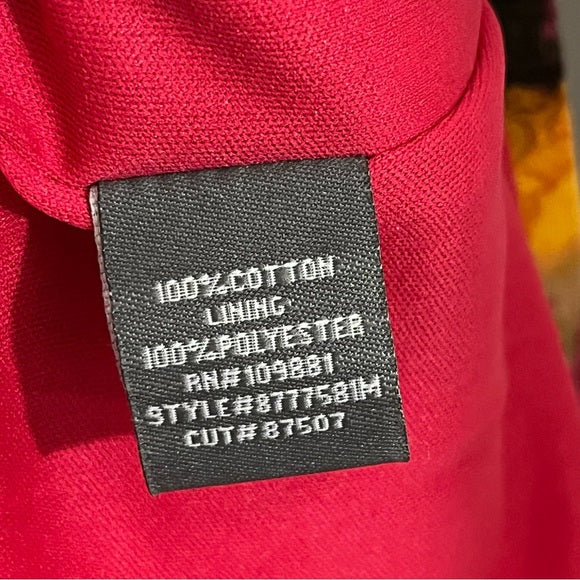 100%COTTON
LINING
100%POLYESTER
RN#109881
STYLE#8777581M
CUT#87507